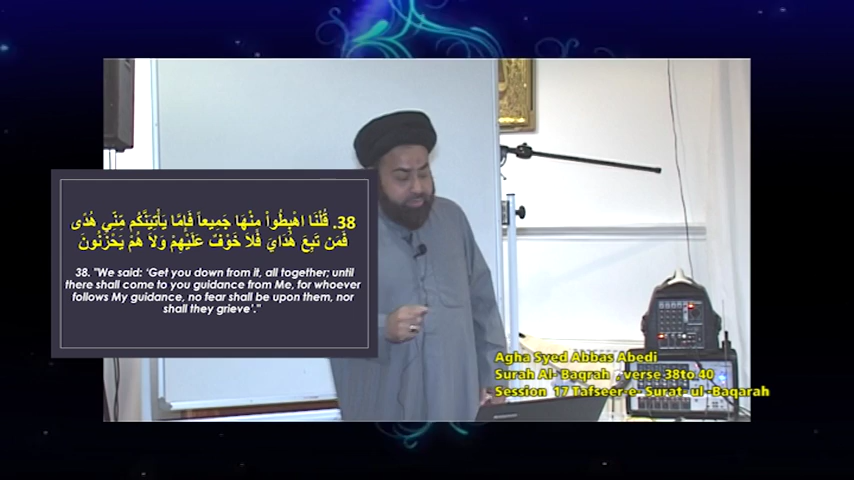 38. قُلْنَا اهْبِطُواْ مِنْهَا جَمِيعاً فَإِمَّا يَأْتِيَنَّكُم مِّنِّي هُدًى
فَمَن تَبِعَ هُدَايَ فَلاَ خَوْفٌ عَلَيْهِمْ وَلاَ هُمْ يَحْزَنُونَ
38. "We said: 'Get you down from it, all together; until
there shall come to you guidance from Me, for whoever
follows My guidance, no fear shall be upon them, nor
shall they grieve'."
Agha Syed Abbas Abedi
Surah Al- Baqrah , verse 38to 40
Session 17 Tafseer-e- Surat- ul -Baqarah